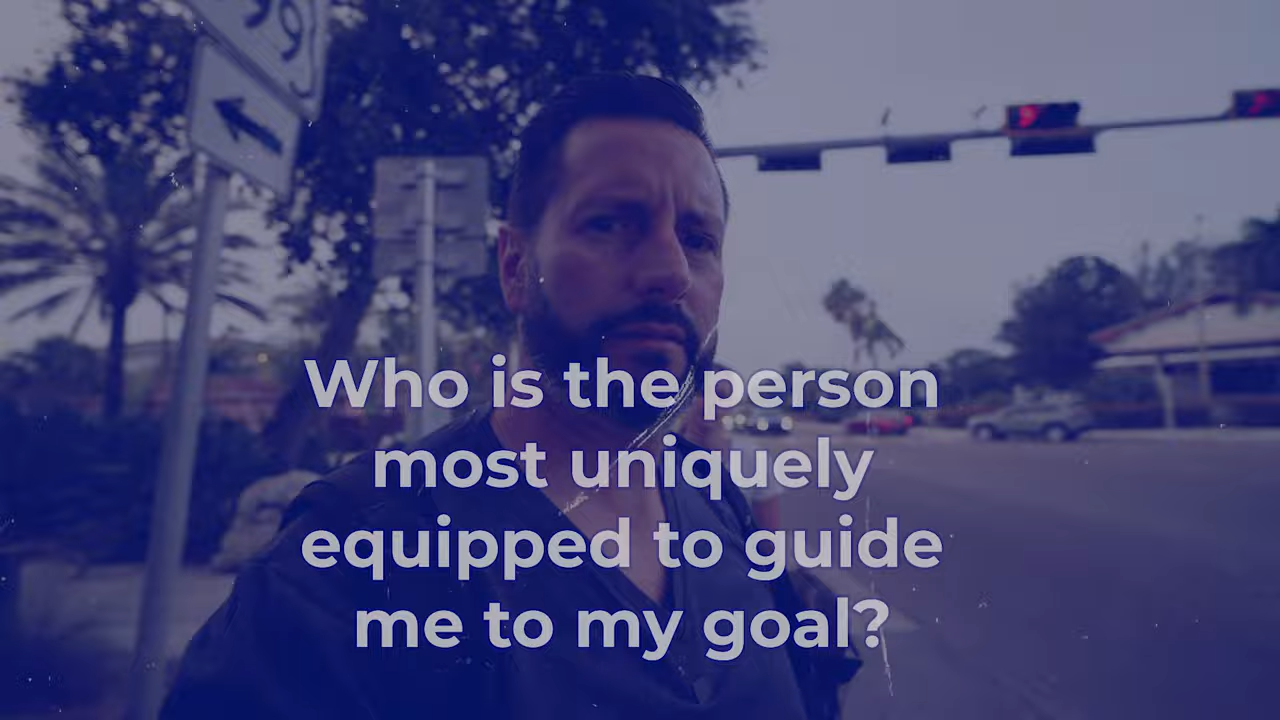 Who is the person
most uniquely
equipped to guide
me to my goal?